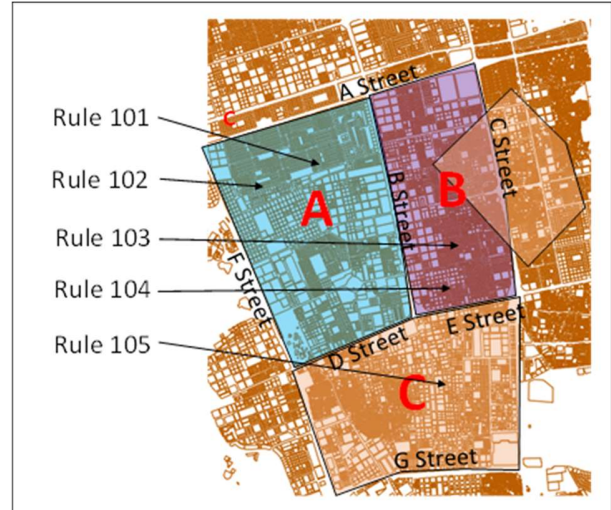 A Street
c
Rule 101
C Street
Rule 102
A
B
B Street
Rule 103
F Street
Rule 104
E Street
D Street
Rule 105
C
G Street